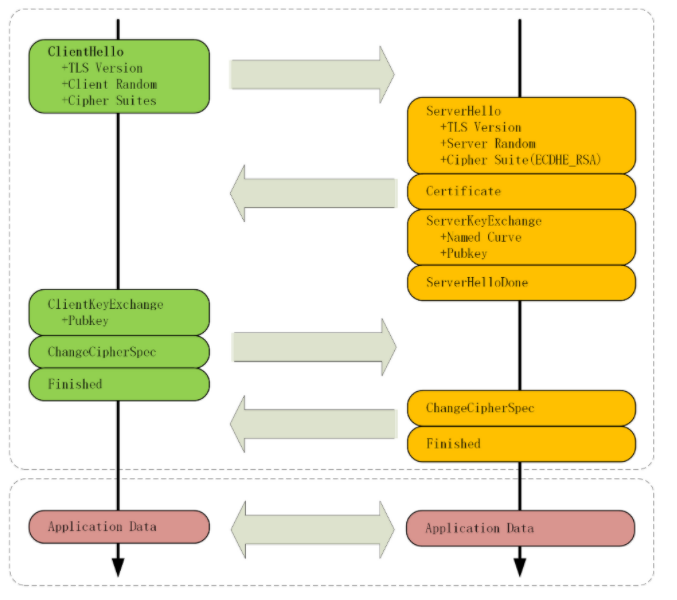 ClientHello
+TLS Version
+Client Random
+Cipher Suites
ServerHello
+TLS Version
+Server Random
+Cipher Suite(ECDHE_RSA)
Certificate
ServerKeyExchange
+Named Curve
+Pubkey
ServerHelloDone
ClientKeyExchange
+Pubkey
ChangeCipherSpec
Finished
ChangeCipherSpec
Finished
Application Data
Application Data